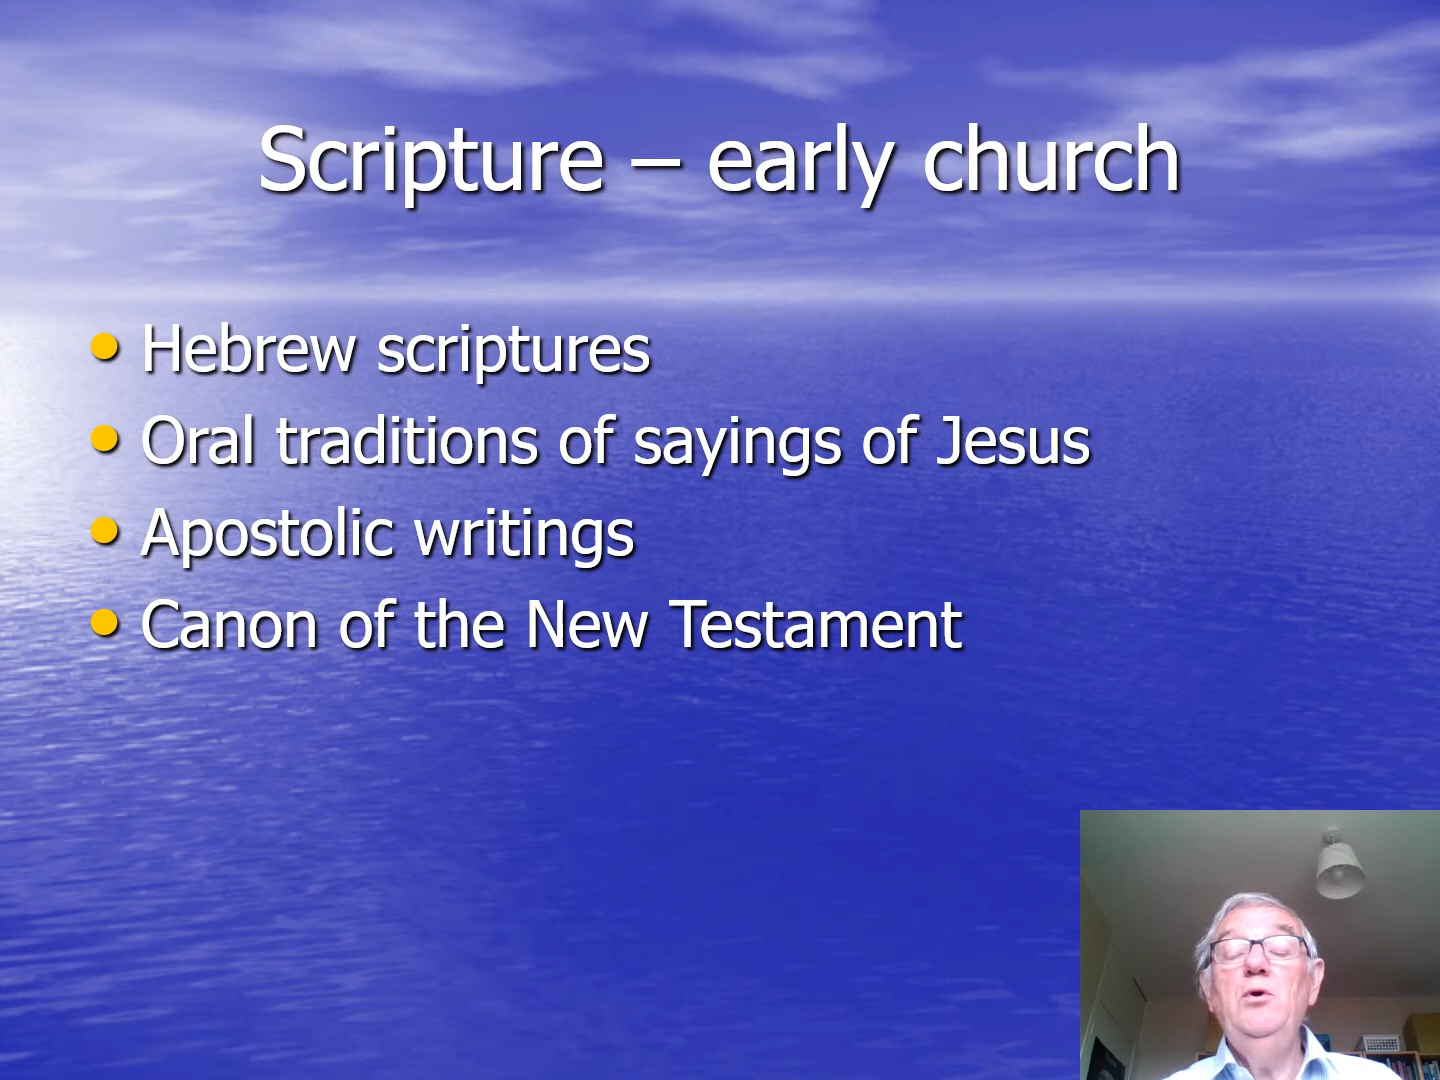 Scripture – early church
• Hebrew scriptures
• Oral traditions of sayings of Jesus
• Apostolic writings
• Canon of the New Testament